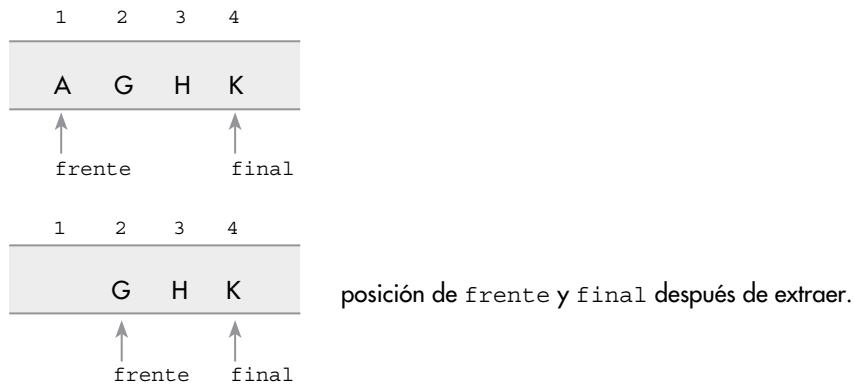 1 2 3 4
A G H K
frente final
1 2 3 4
G H K posición de frente y final después de extraer.
frente final